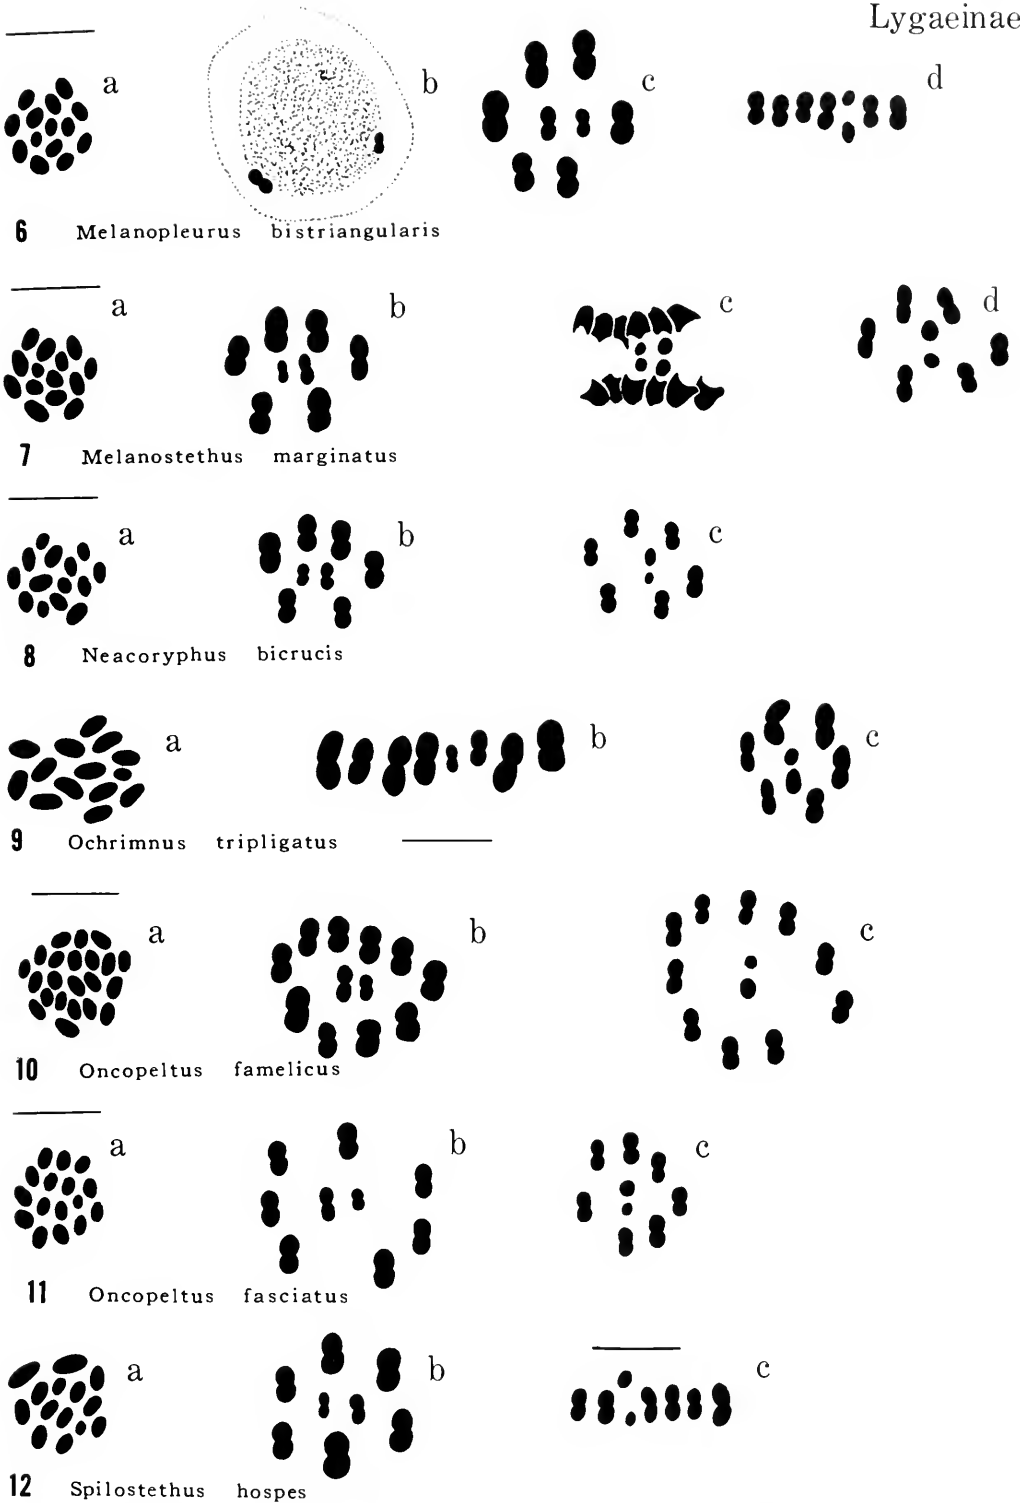 Lygaeinae
a b c d
6 Melanopleurus bistriangularis
a b c d
7 Melanostethus marginatus
a b c
8 Neacoryphus bicrucis
a b c
9 Ochrimnus tripligatus
a b c
10 Oncopeltus famelicus
a b c
11 Oncopeltus fasciatus
a b c
12 Spilostethus hospes